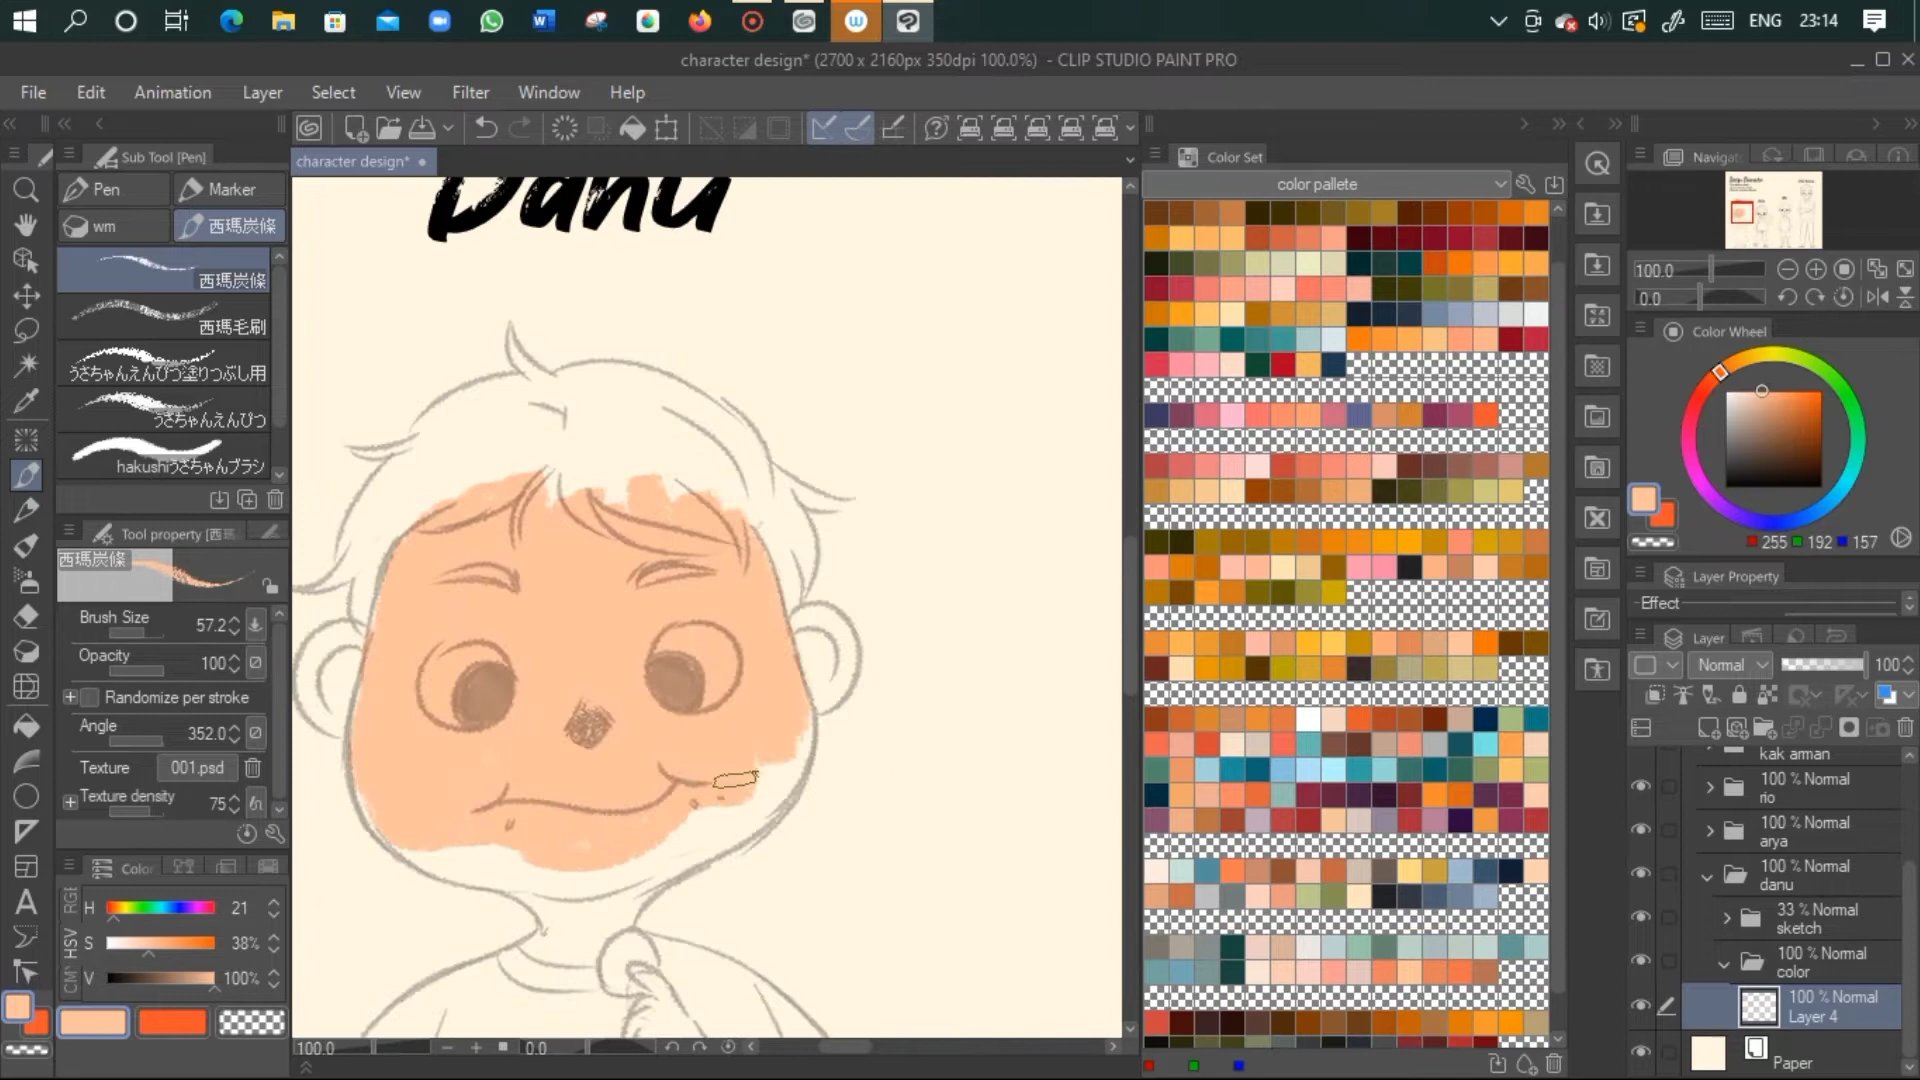 ENG
23:14
character design* (2700 x 2160px 350dpi 100.0%) - CLIP STUDIO PAINT PRO
File Edit Animation Layer Select View Filter Window Help
Sub Tool [Pen]
Pen
Marker
wm
西瑪炭條
西瑪炭條
西瑪毛刷
うさちゃんえんぴつ塗りつぶし用
うさちゃんえんぴつ
hakushiうさちゃんブラシ
Tool property [西瑪
西瑪炭條
Brush Size 57.2
Opacity 100
Randomize per stroke
Angle 352.0
Texture 001.psd
Texture density 75
Color
RGB
HSV
H 21
S 38%
V 100%
character design*
Danu
100.0
0.0
Color Set
color pallete
Navigat
100.0
0.0
Color Wheel
255 192 157
Layer Property
Effect
Layer
Normal 100
kak aman
100 % Normal
rio
100 % Normal
arya
100 % Normal
danu
33 % Normal
sketch
100 % Normal
color
100 % Normal
Layer 4
Paper